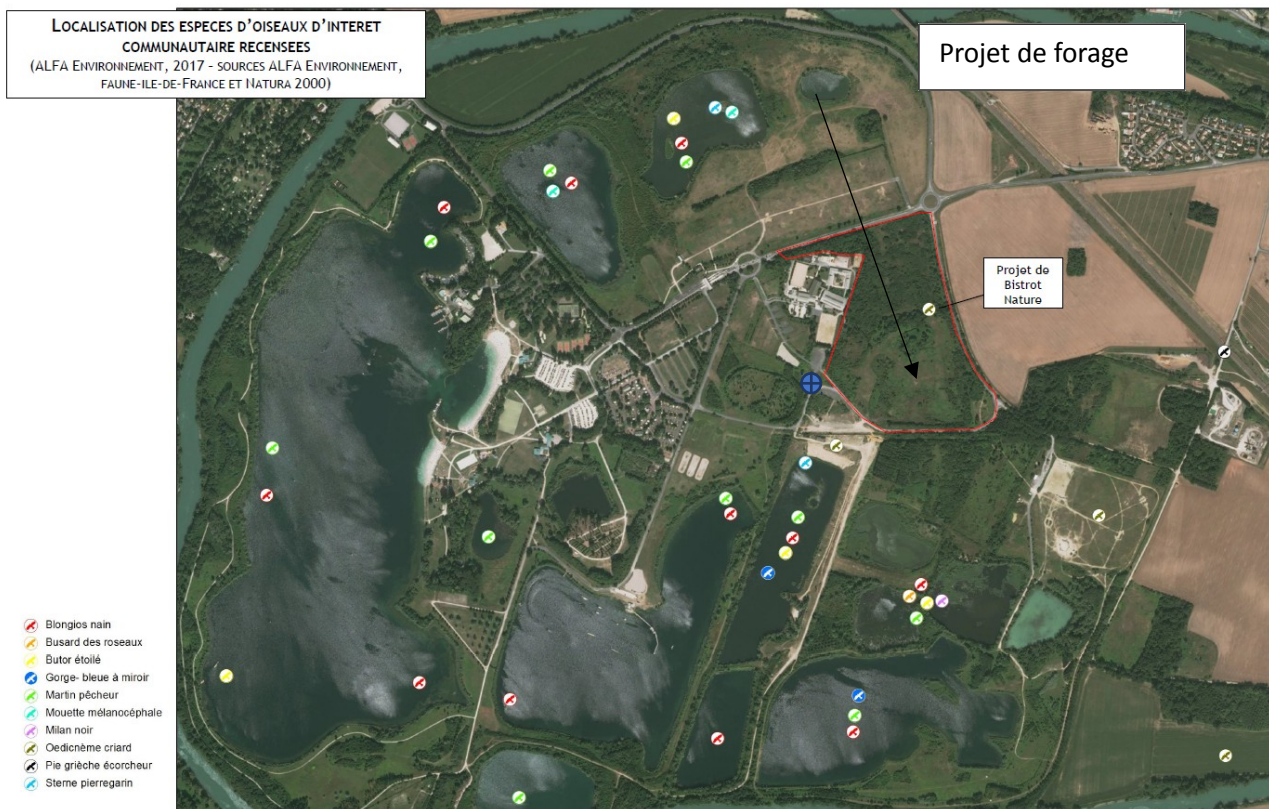 LOCALISATION DES ESPECES D'OISEAUX D'INTERET
COMMUNAUTAIRE RECENSEES
(ALFA ENVIRONNEMENT, 2017 - SOURCES ALFA ENVIRONNEMENT,
FAUNE-ILE-DE-FRANCE ET NATURA 2000)
Projet de forage
Projet de
Bistrot
Nature
Blongios nain
Busard des roseaux
Butor étoilé
Gorge- bleue à miroir
Martin pêcheur
Mouette mélanocéphale
Milan noir
Oedicnème criard
Pie grièche écorcheur
Sterne pierregarin